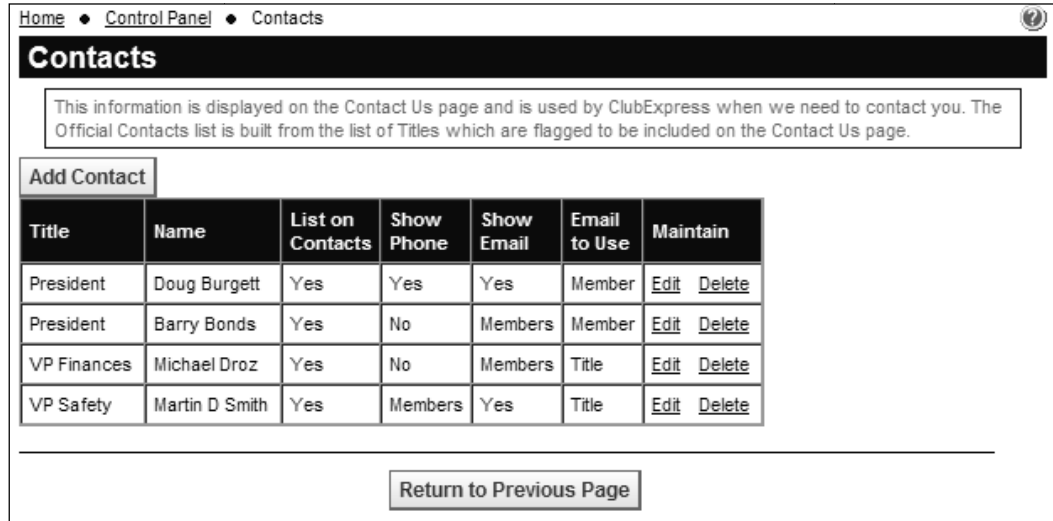 Home ● Control Panel ● Contacts ?
Contacts
This information is displayed on the Contact Us page and is used by ClubExpress when we need to contact you. The
Official Contacts list is built from the list of Titles which are flagged to be included on the Contact Us page.
Add Contact
Title Name List on Contacts Show Phone Show Email Email to Use Maintain
President Doug Burgett Yes Yes Yes Member Edit Delete
President Barry Bonds Yes No Members Member Edit Delete
VP Finances Michael Droz Yes No Members Title Edit Delete
VP Safety Martin D Smith Yes Members Yes Title Edit Delete
Return to Previous Page